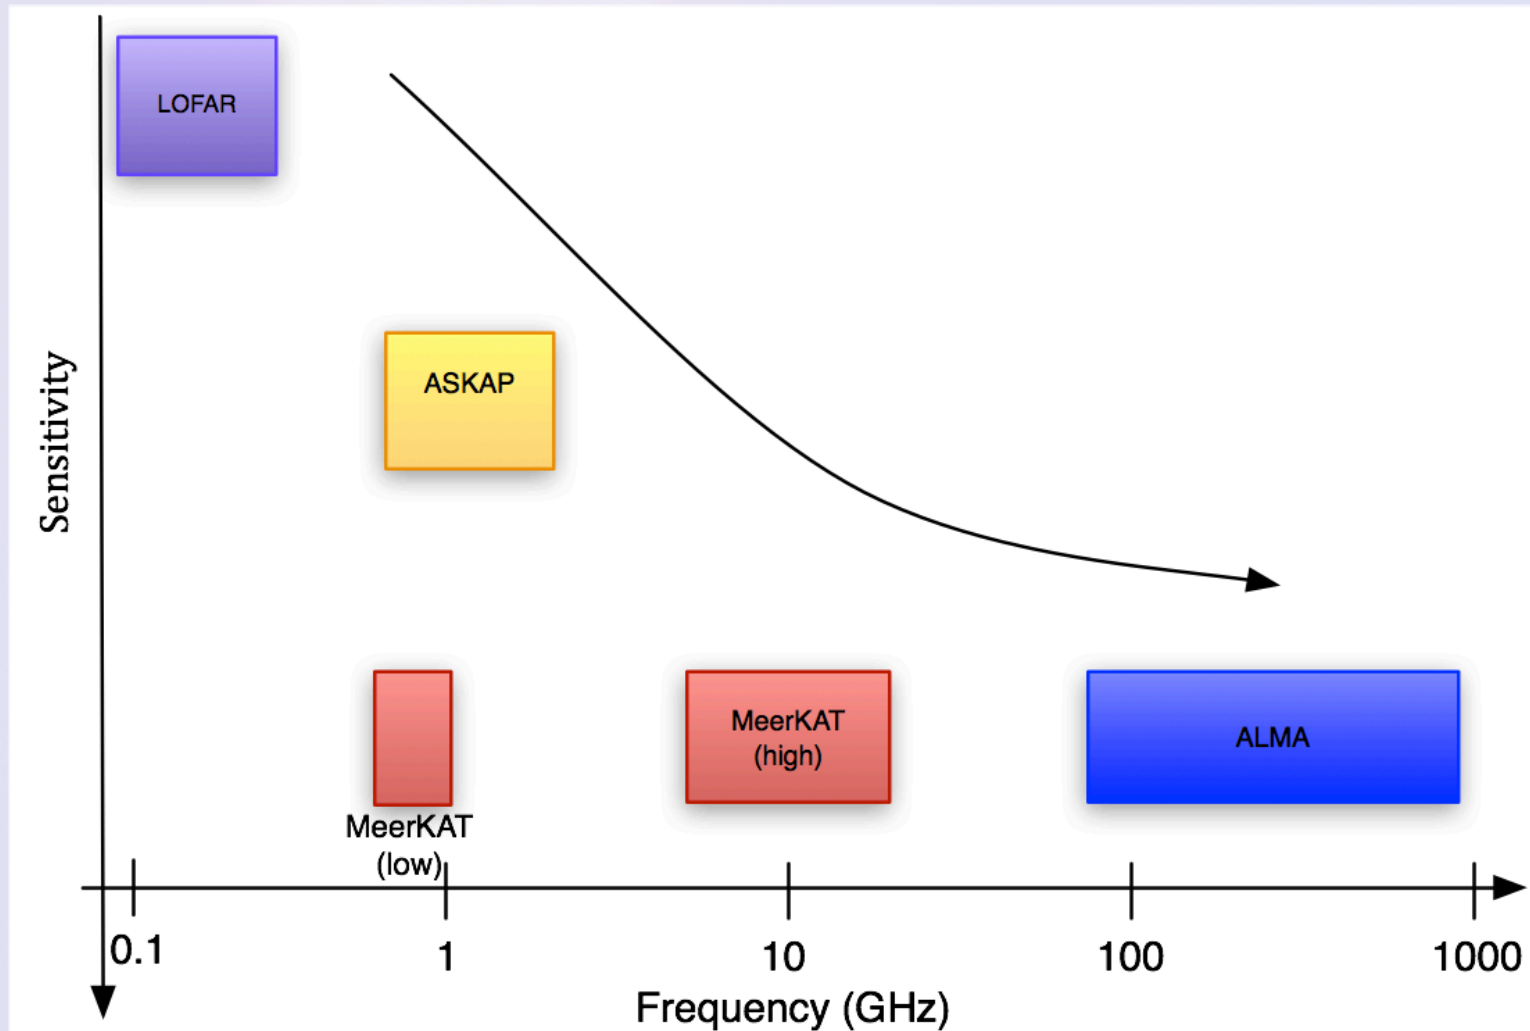 LOFAR
ASKAP
Sensitivity
MeerKAT
(high)
ALMA
MeerKAT
(low)
0.1
1
10
100
1000
Frequency (GHz)